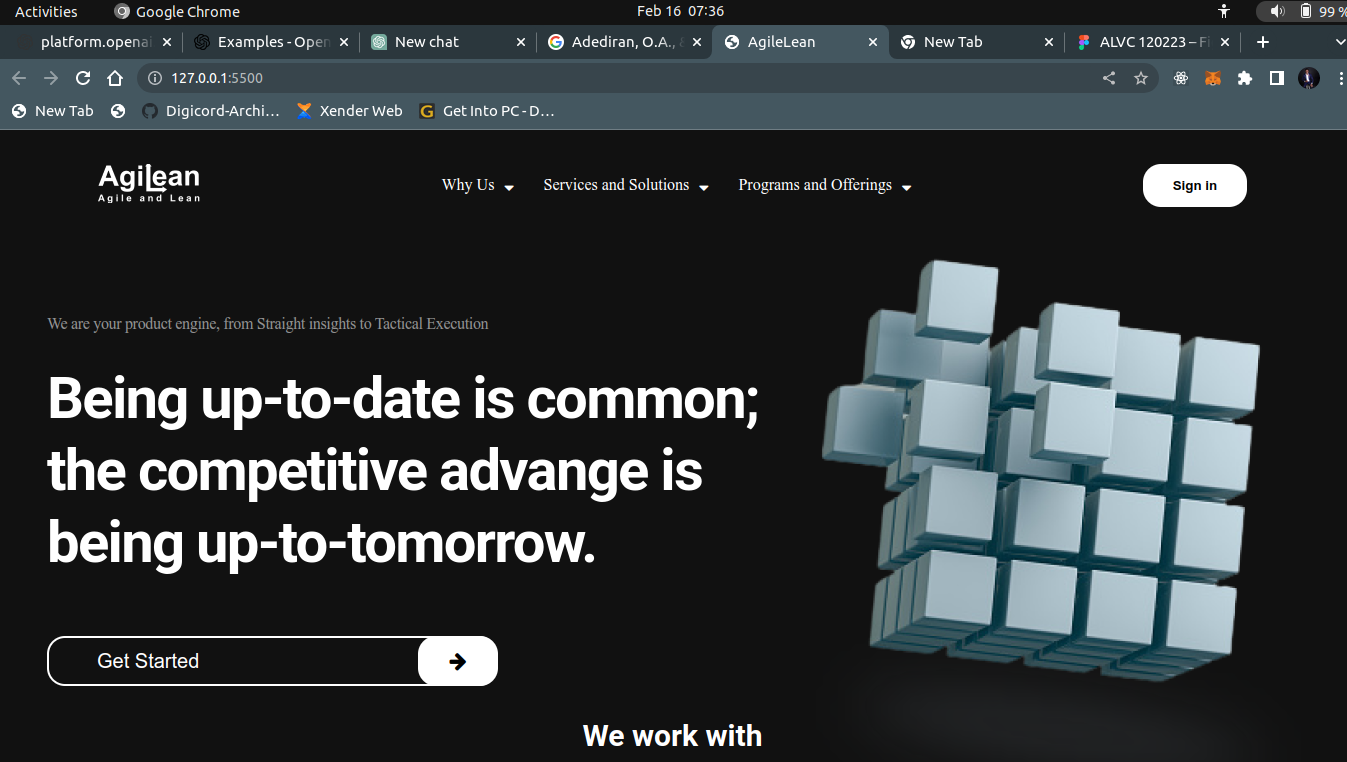 Activities Google Chrome Feb 16 07:36 99 %
platform.openai Examples - Open New chat Adediran, O.A., & AgileLean New Tab ALVC 120223 – Fi
127.0.0.1:5500
New Tab Digicord-Archi... Xender Web Get Into PC - D...
AgiLean
Agile and Lean
Why Us Services and Solutions Programs and Offerings Sign in
We are your product engine, from Straight insights to Tactical Execution
Being up-to-date is common;
the competitive advange is
being up-to-tomorrow.
Get Started
We work with